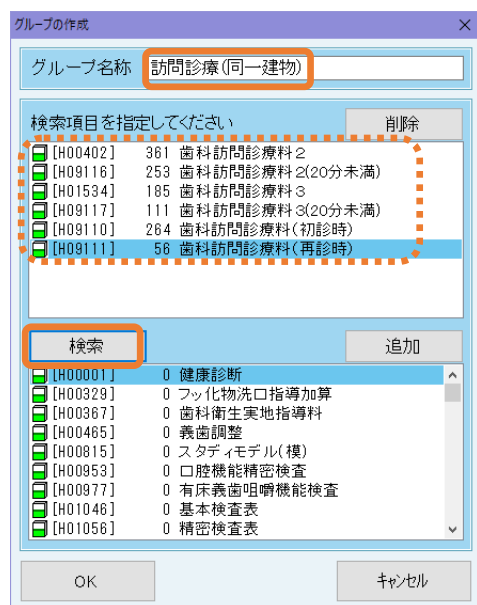 グループの作成
グループ名称 訪問診療(同一建物)
検索項目を指定してください 削除
[H00402] 361 歯科訪問診療料２
[H09116] 253 歯科訪問診療料２(20分未満)
[H01534] 185 歯科訪問診療料３
[H09117] 111 歯科訪問診療料３(20分未満)
[H09110] 264 歯科訪問診療料(初診時)
[H09111] 56 歯科訪問診療料(再診時)
検索 追加
[H00001] 0 健康診断
[H00329] 0 フッ化物洗口指導加算
[H00367] 0 歯科衛生実地指導料
[H00465] 0 義歯調整
[H00815] 0 スタディモデル(模)
[H00953] 0 口腔機能精密検査
[H00977] 0 有床義歯咀嚼機能検査
[H01046] 0 基本検査表
[H01056] 0 精密検査表
OK キャンセル